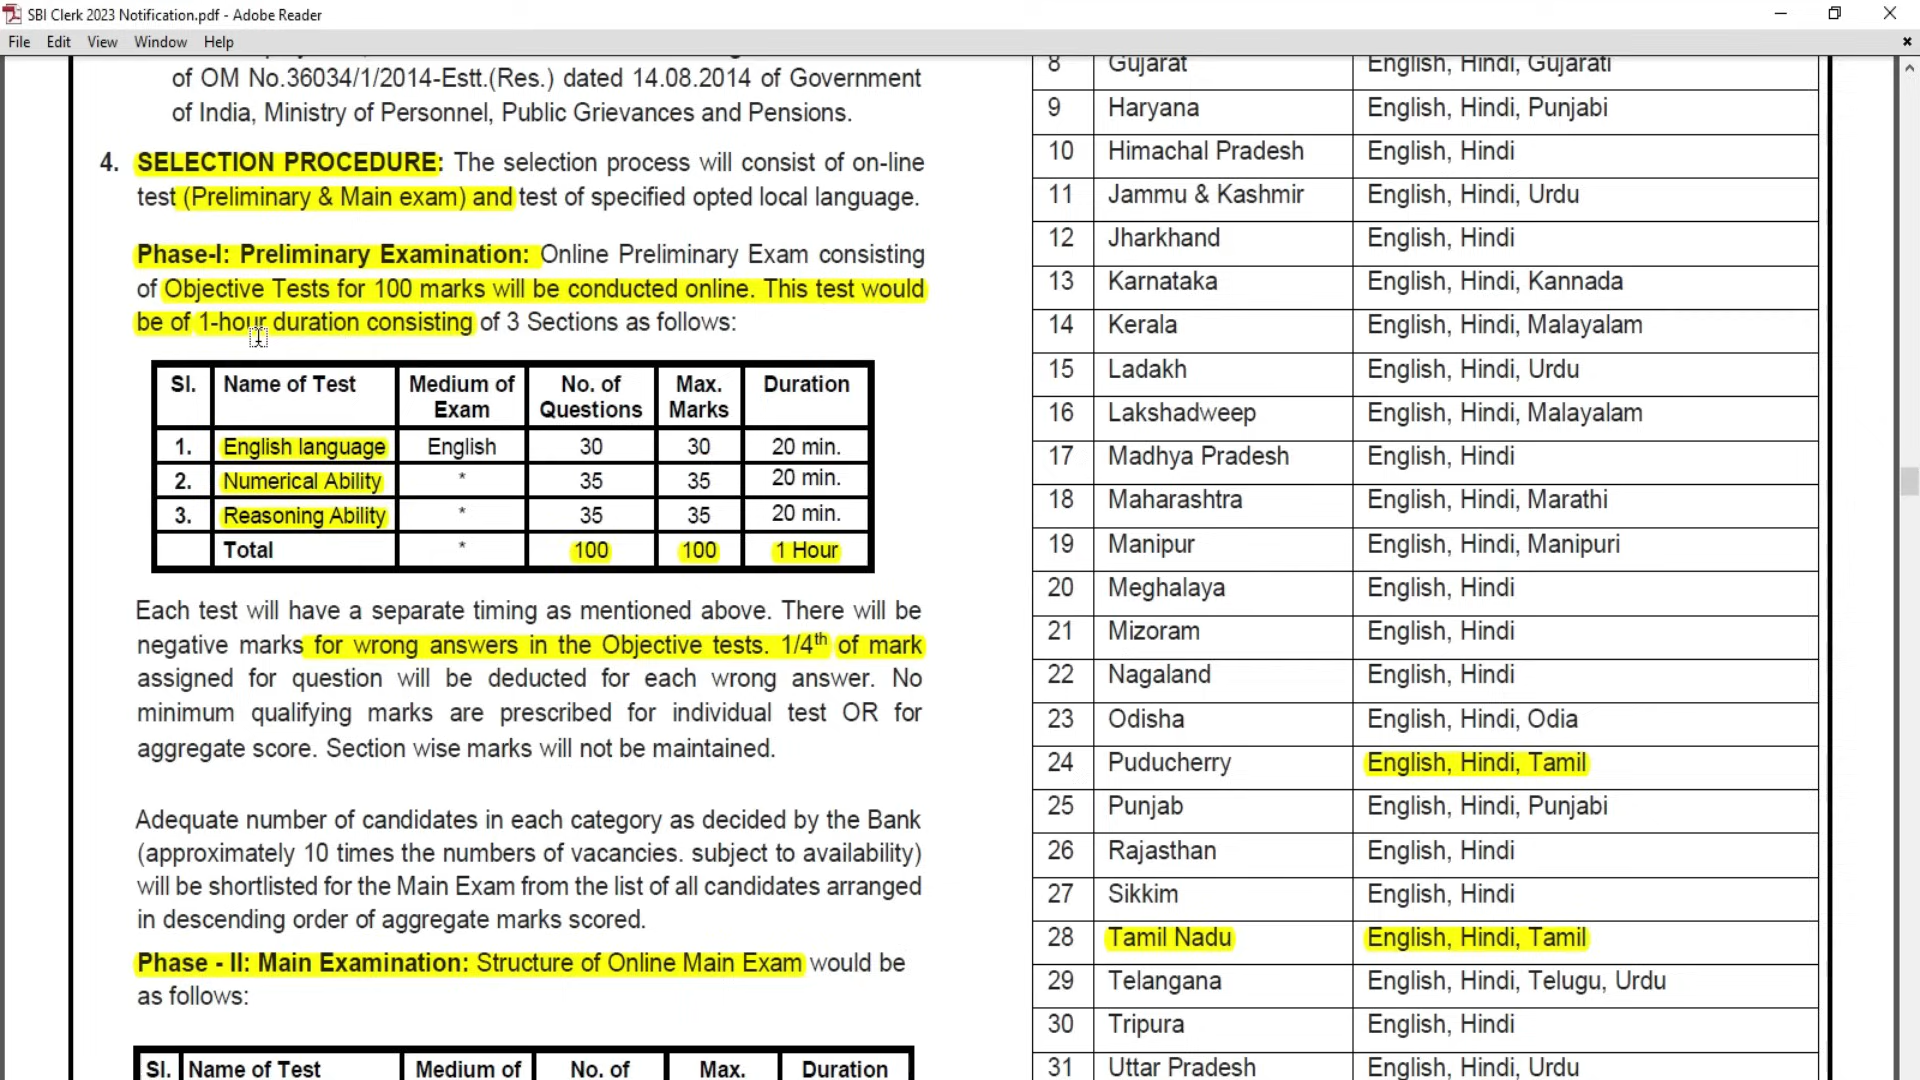 SBI Clerk 2023 Notification.pdf - Adobe Reader
File Edit View Window Help
of OM No.36034/1/2014-Estt.(Res.) dated 14.08.2014 of Government
of India, Ministry of Personnel, Public Grievances and Pensions.
4. SELECTION PROCEDURE: The selection process will consist of on-line
test (Preliminary & Main exam) and test of specified opted local language.
Phase-I: Preliminary Examination: Online Preliminary Exam consisting
of Objective Tests for 100 marks will be conducted online. This test would
be of 1-hour duration consisting of 3 Sections as follows:
Sl. Name of Test Medium of No. of Max. Duration
Exam Questions Marks
1. English language English 30 30 20 min.
2. Numerical Ability * 35 35 20 min.
3. Reasoning Ability * 35 35 20 min.
Total * 100 100 1 Hour
Each test will have a separate timing as mentioned above. There will be
negative marks for wrong answers in the Objective tests. 1/4th of mark
assigned for question will be deducted for each wrong answer. No
minimum qualifying marks are prescribed for individual test OR for
aggregate score. Section wise marks will not be maintained.
Adequate number of candidates in each category as decided by the Bank
(approximately 10 times the numbers of vacancies. subject to availability)
will be shortlisted for the Main Exam from the list of all candidates arranged
in descending order of aggregate marks scored.
Phase - II: Main Examination: Structure of Online Main Exam would be
as follows:
Sl. Name of Test Medium of No. of Max. Duration
8 Gujarat English, Hindi, Gujarati
9 Haryana English, Hindi, Punjabi
10 Himachal Pradesh English, Hindi
11 Jammu & Kashmir English, Hindi, Urdu
12 Jharkhand English, Hindi
13 Karnataka English, Hindi, Kannada
14 Kerala English, Hindi, Malayalam
15 Ladakh English, Hindi, Urdu
16 Lakshadweep English, Hindi, Malayalam
17 Madhya Pradesh English, Hindi
18 Maharashtra English, Hindi, Marathi
19 Manipur English, Hindi, Manipuri
20 Meghalaya English, Hindi
21 Mizoram English, Hindi
22 Nagaland English, Hindi
23 Odisha English, Hindi, Odia
24 Puducherry English, Hindi, Tamil
25 Punjab English, Hindi, Punjabi
26 Rajasthan English, Hindi
27 Sikkim English, Hindi
28 Tamil Nadu English, Hindi, Tamil
29 Telangana English, Hindi, Telugu, Urdu
30 Tripura English, Hindi
31 Uttar Pradesh English, Hindi, Urdu